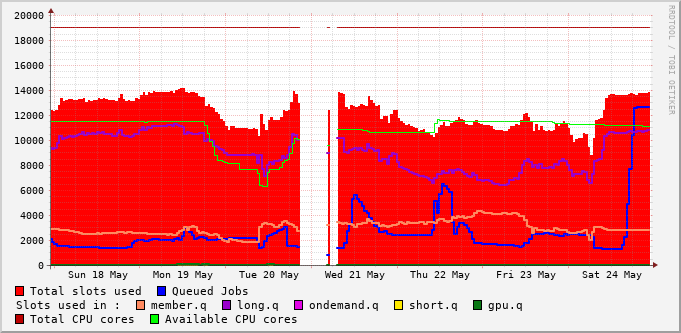 RRDTOOL / TOBI OETIKER
20000
18000
16000
14000
12000
10000
8000
6000
4000
2000
0
Sun 18 May Mon 19 May Tue 20 May Wed 21 May Thu 22 May Fri 23 May Sat 24 May
Total slots used Queued Jobs
Slots used in : member.q long.q ondemand.q short.q gpu.q
Total CPU cores Available CPU cores